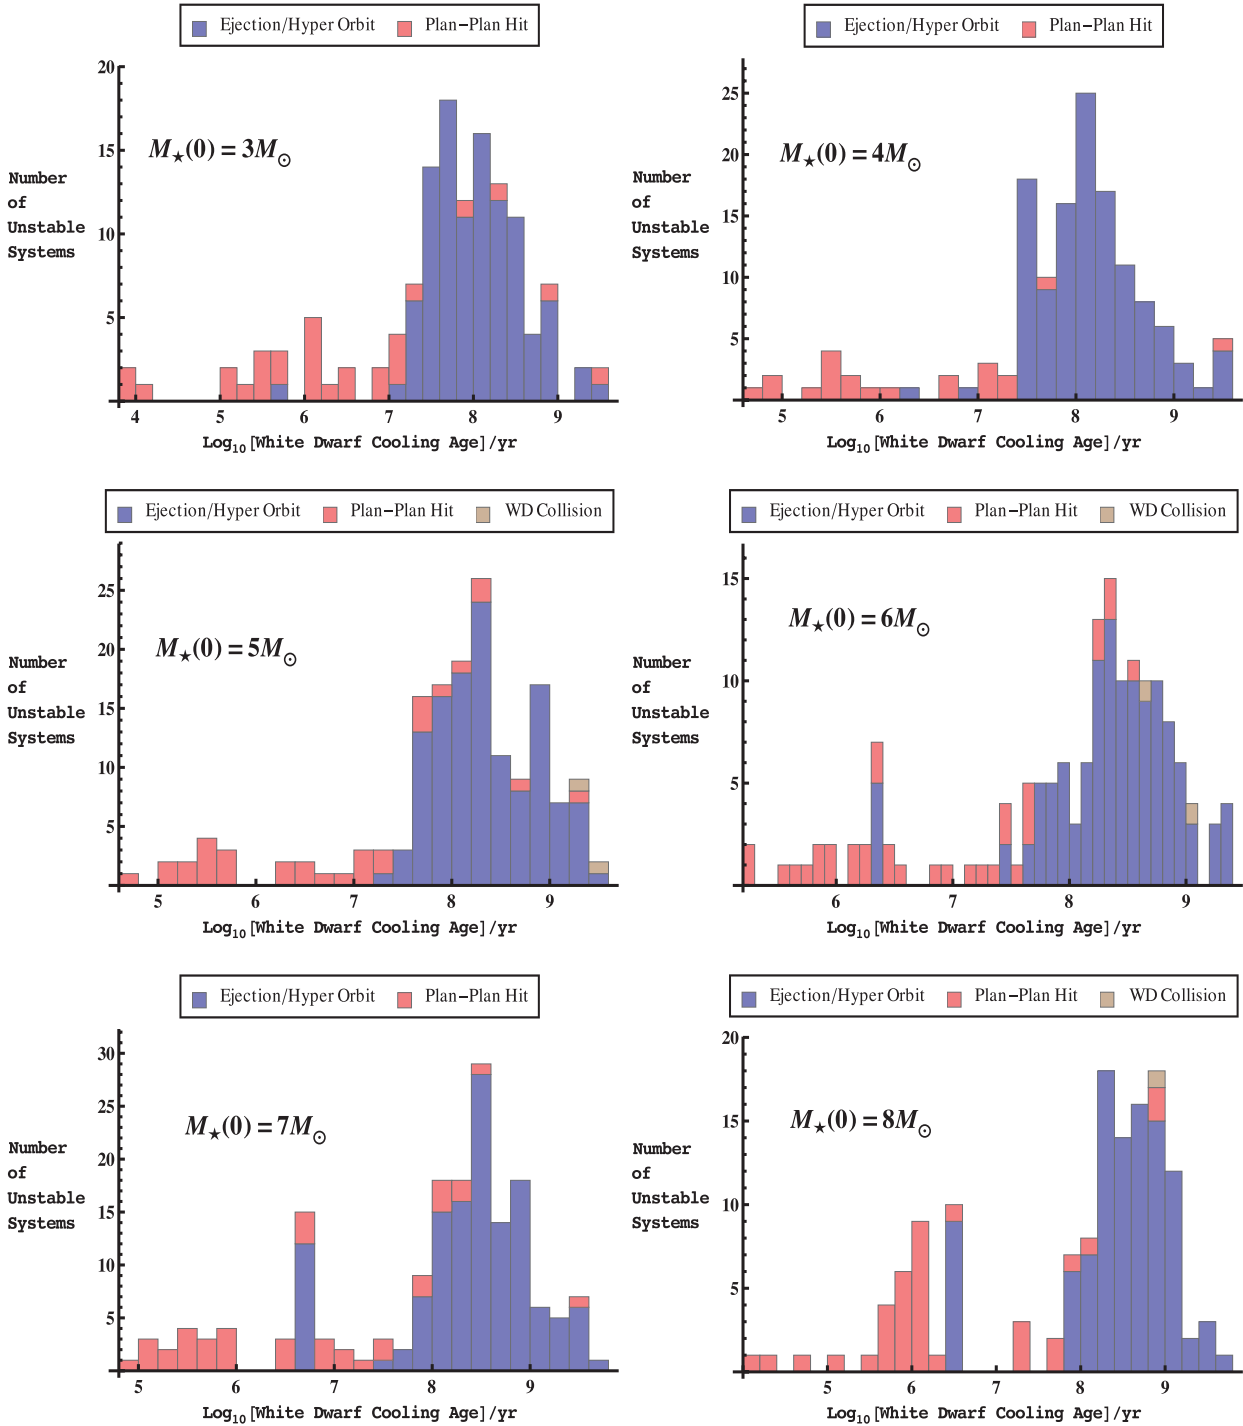 Ejection/Hyper Orbit Plan−Plan Hit
20
15
10
5
M★(0) = 3M☉
Number
of
Unstable
Systems
4 5 6 7 8 9
Log₁₀[White Dwarf Cooling Age]/yr
Ejection/Hyper Orbit Plan−Plan Hit
25
20
15
10
5
M★(0) = 4M☉
Number
of
Unstable
Systems
5 6 7 8 9
Log₁₀[White Dwarf Cooling Age]/yr
Ejection/Hyper Orbit Plan−Plan Hit WD Collision
25
20
15
10
5
M★(0) = 5M☉
Number
of
Unstable
Systems
5 6 7 8 9
Log₁₀[White Dwarf Cooling Age]/yr
Ejection/Hyper Orbit Plan−Plan Hit WD Collision
15
10
5
M★(0) = 6M☉
Number
of
Unstable
Systems
6 7 8 9
Log₁₀[White Dwarf Cooling Age]/yr
Ejection/Hyper Orbit Plan−Plan Hit
30
25
20
15
10
5
M★(0) = 7M☉
Number
of
Unstable
Systems
5 6 7 8 9
Log₁₀[White Dwarf Cooling Age]/yr
Ejection/Hyper Orbit Plan−Plan Hit WD Collision
20
15
10
5
M★(0) = 8M☉
Number
of
Unstable
Systems
5 6 7 8 9
Log₁₀[White Dwarf Cooling Age]/yr